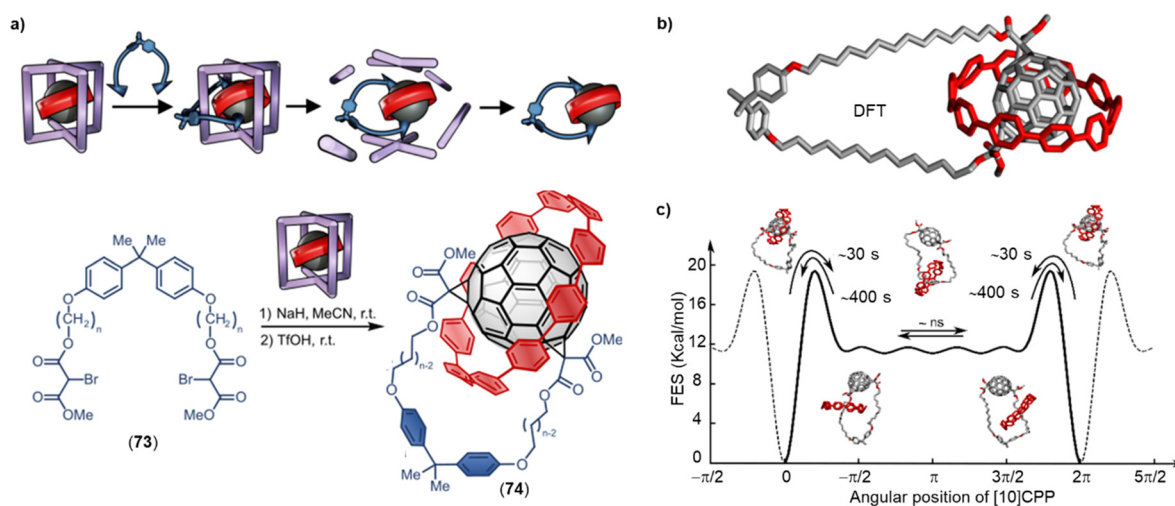 a)
Me Me
O O
(CH2)n (CH2)n
O O
O O
Br Br
O O
OMe MeO
(73)
1) NaH, MeCN, r.t.
2) TfOH, r.t.
OMe
O
O
O
O
OMe
O
O
O
n-2
n-2
O
O
Me Me
(74)
b)
DFT
c)
FES (Kcal/mol)
20
16
12
8
4
0
~30 s
~400 s
~ ns
~30 s
~400 s
−π/2 0 −π/2 π 3π/2 2π 5π/2
Angular position of [10]CPP